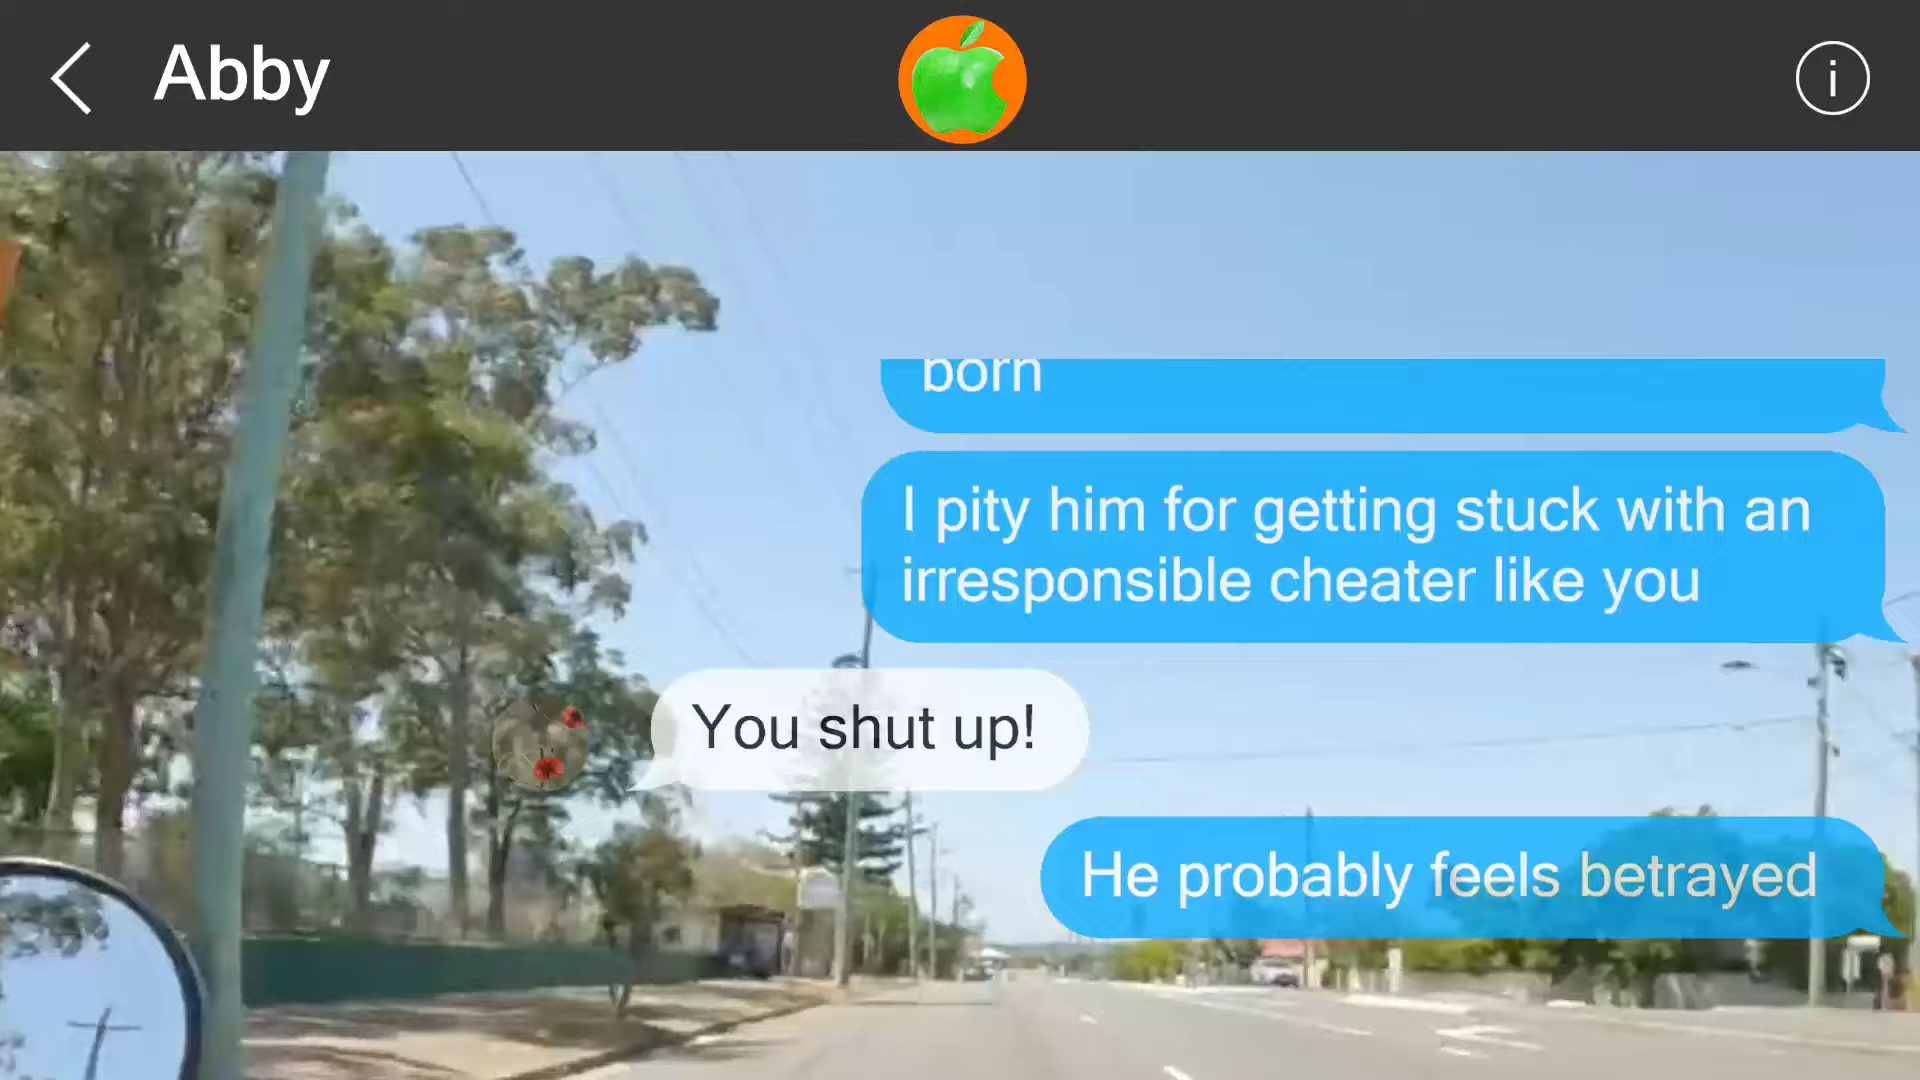 Abby
born
I pity him for getting stuck with an
irresponsible cheater like you
You shut up!
He probably feels betrayed